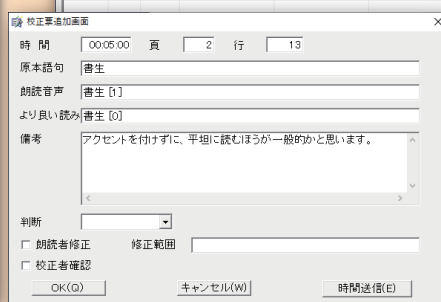 校正票追加画面
時 間 00:05:00 頁 2 行 13
原本語句 書生
朗読音声 書生 [1]
より良い読み 書生 [0]
備考 アクセントを付けずに、平坦に読むほうが一般的かと思います。
判断
朗読者修正 修正範囲
校正者確認
OK(Q) キャンセル(W) 時間送信(E)